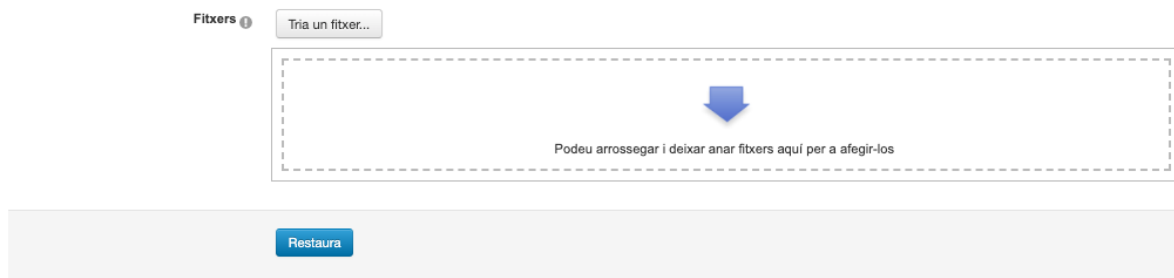 Fitxers
Tria un fitxer...
Podeu arrossegar i deixar anar fitxers aquí per a afegir-los
Restaura